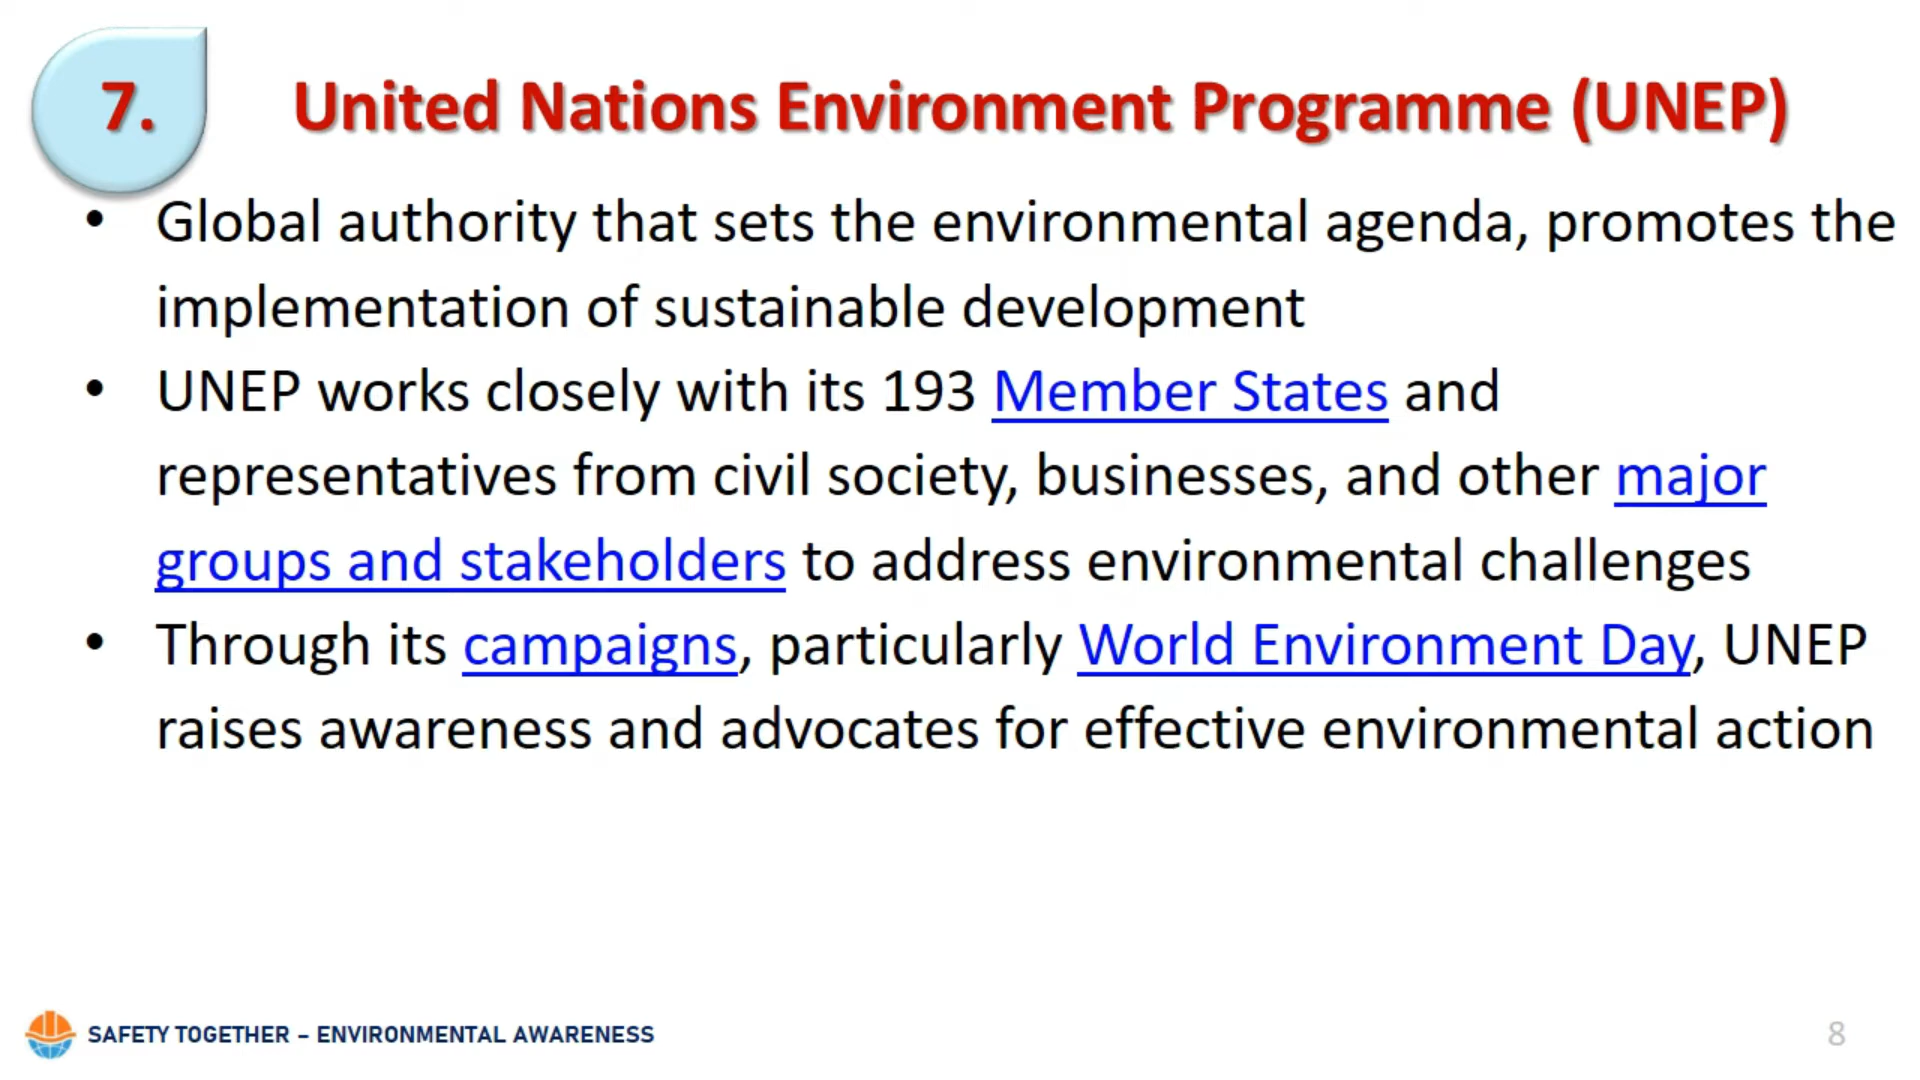 7.
United Nations Environment Programme (UNEP)
• Global authority that sets the environmental agenda, promotes the
implementation of sustainable development
• UNEP works closely with its 193 Member States and
representatives from civil society, businesses, and other major
groups and stakeholders to address environmental challenges
• Through its campaigns, particularly World Environment Day, UNEP
raises awareness and advocates for effective environmental action
SAFETY TOGETHER – ENVIRONMENTAL AWARENESS
8